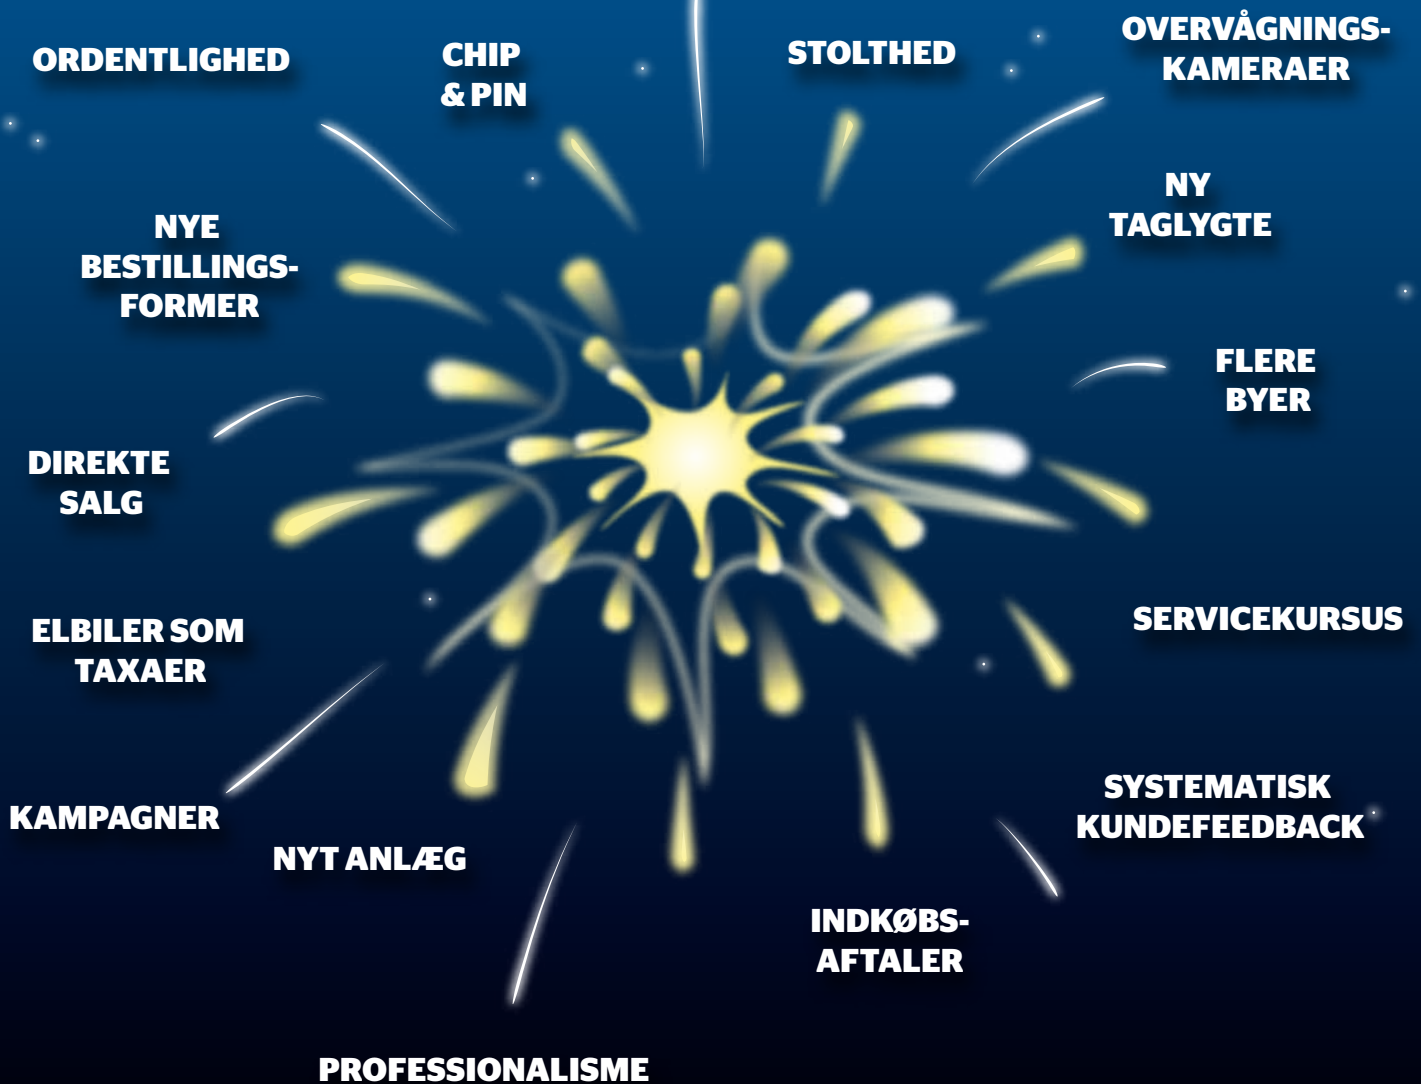 ORDENTLIGHED
CHIP
& PIN
STOLTHED
OVERVÅGNINGS-
KAMERAER
NYE
BESTILLINGS-
FORMER
NY
TAGLYGTE
FLERE
BYER
DIREKTE
SALG
ELBILER SOM
TAXAER
SERVICEKURSUS
KAMPAGNER
NYT ANLÆG
SYSTEMATISK
KUNDEFEEDBACK
INDKØBS-
AFTALER
PROFESSIONALISME